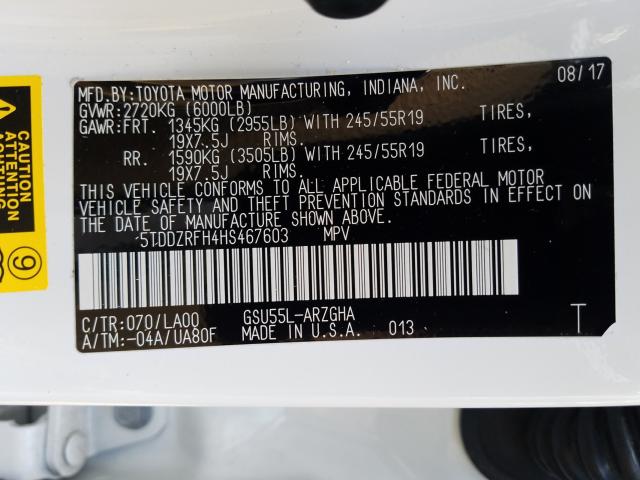 MFD.BY:TOYOTA MOTOR MANUFACTURING, INDIANA, INC. 08/17
GVWR:2720KG (6000LB)
GAWR:FRT. 1345KG (2955LB) WITH 245/55R19 TIRES,
19X7.5J RIMS.
RR. 1590KG (3505LB) WITH 245/55R19 TIRES,
19X7.5J RIMS.
THIS VEHICLE CONFORMS TO ALL APPLICABLE FEDERAL MOTOR
VEHICLE SAFETY AND THEFT PREVENTION STANDARDS IN EFFECT ON
THE DATE OF MANUFACTURE SHOWN ABOVE.
5TDDZRFH4HS467603 MPV
C/TR:070/LA00 GSU55L-ARZGHA
A/TM:-04A/UA80F MADE IN U.S.A. 013 T
CAUTION
ATTENTION
9